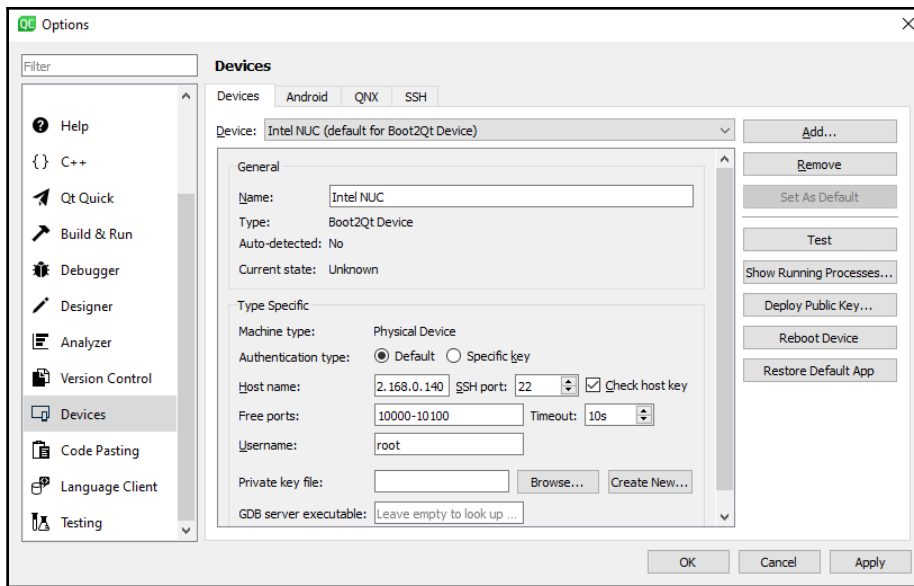 QC Options
Filter
Help
{ } C++
Qt Quick
Build & Run
Debugger
Designer
Analyzer
Version Control
Devices
Code Pasting
Language Client
Testing
Devices
Devices Android QNX SSH
Device: Intel NUC (default for Boot2Qt Device)
General
Name: Intel NUC
Type: Boot2Qt Device
Auto-detected: No
Current state: Unknown
Type Specific
Machine type: Physical Device
Authentication type: Default Specific key
Host name: 2.168.0.140 SSH port: 22 Check host key
Free ports: 10000-10100 Timeout: 10s
Username: root
Private key file: Browse... Create New...
GDB server executable: Leave empty to look up ...
Add...
Remove
Set As Default
Test
Show Running Processes...
Deploy Public Key...
Reboot Device
Restore Default App
OK Cancel Apply